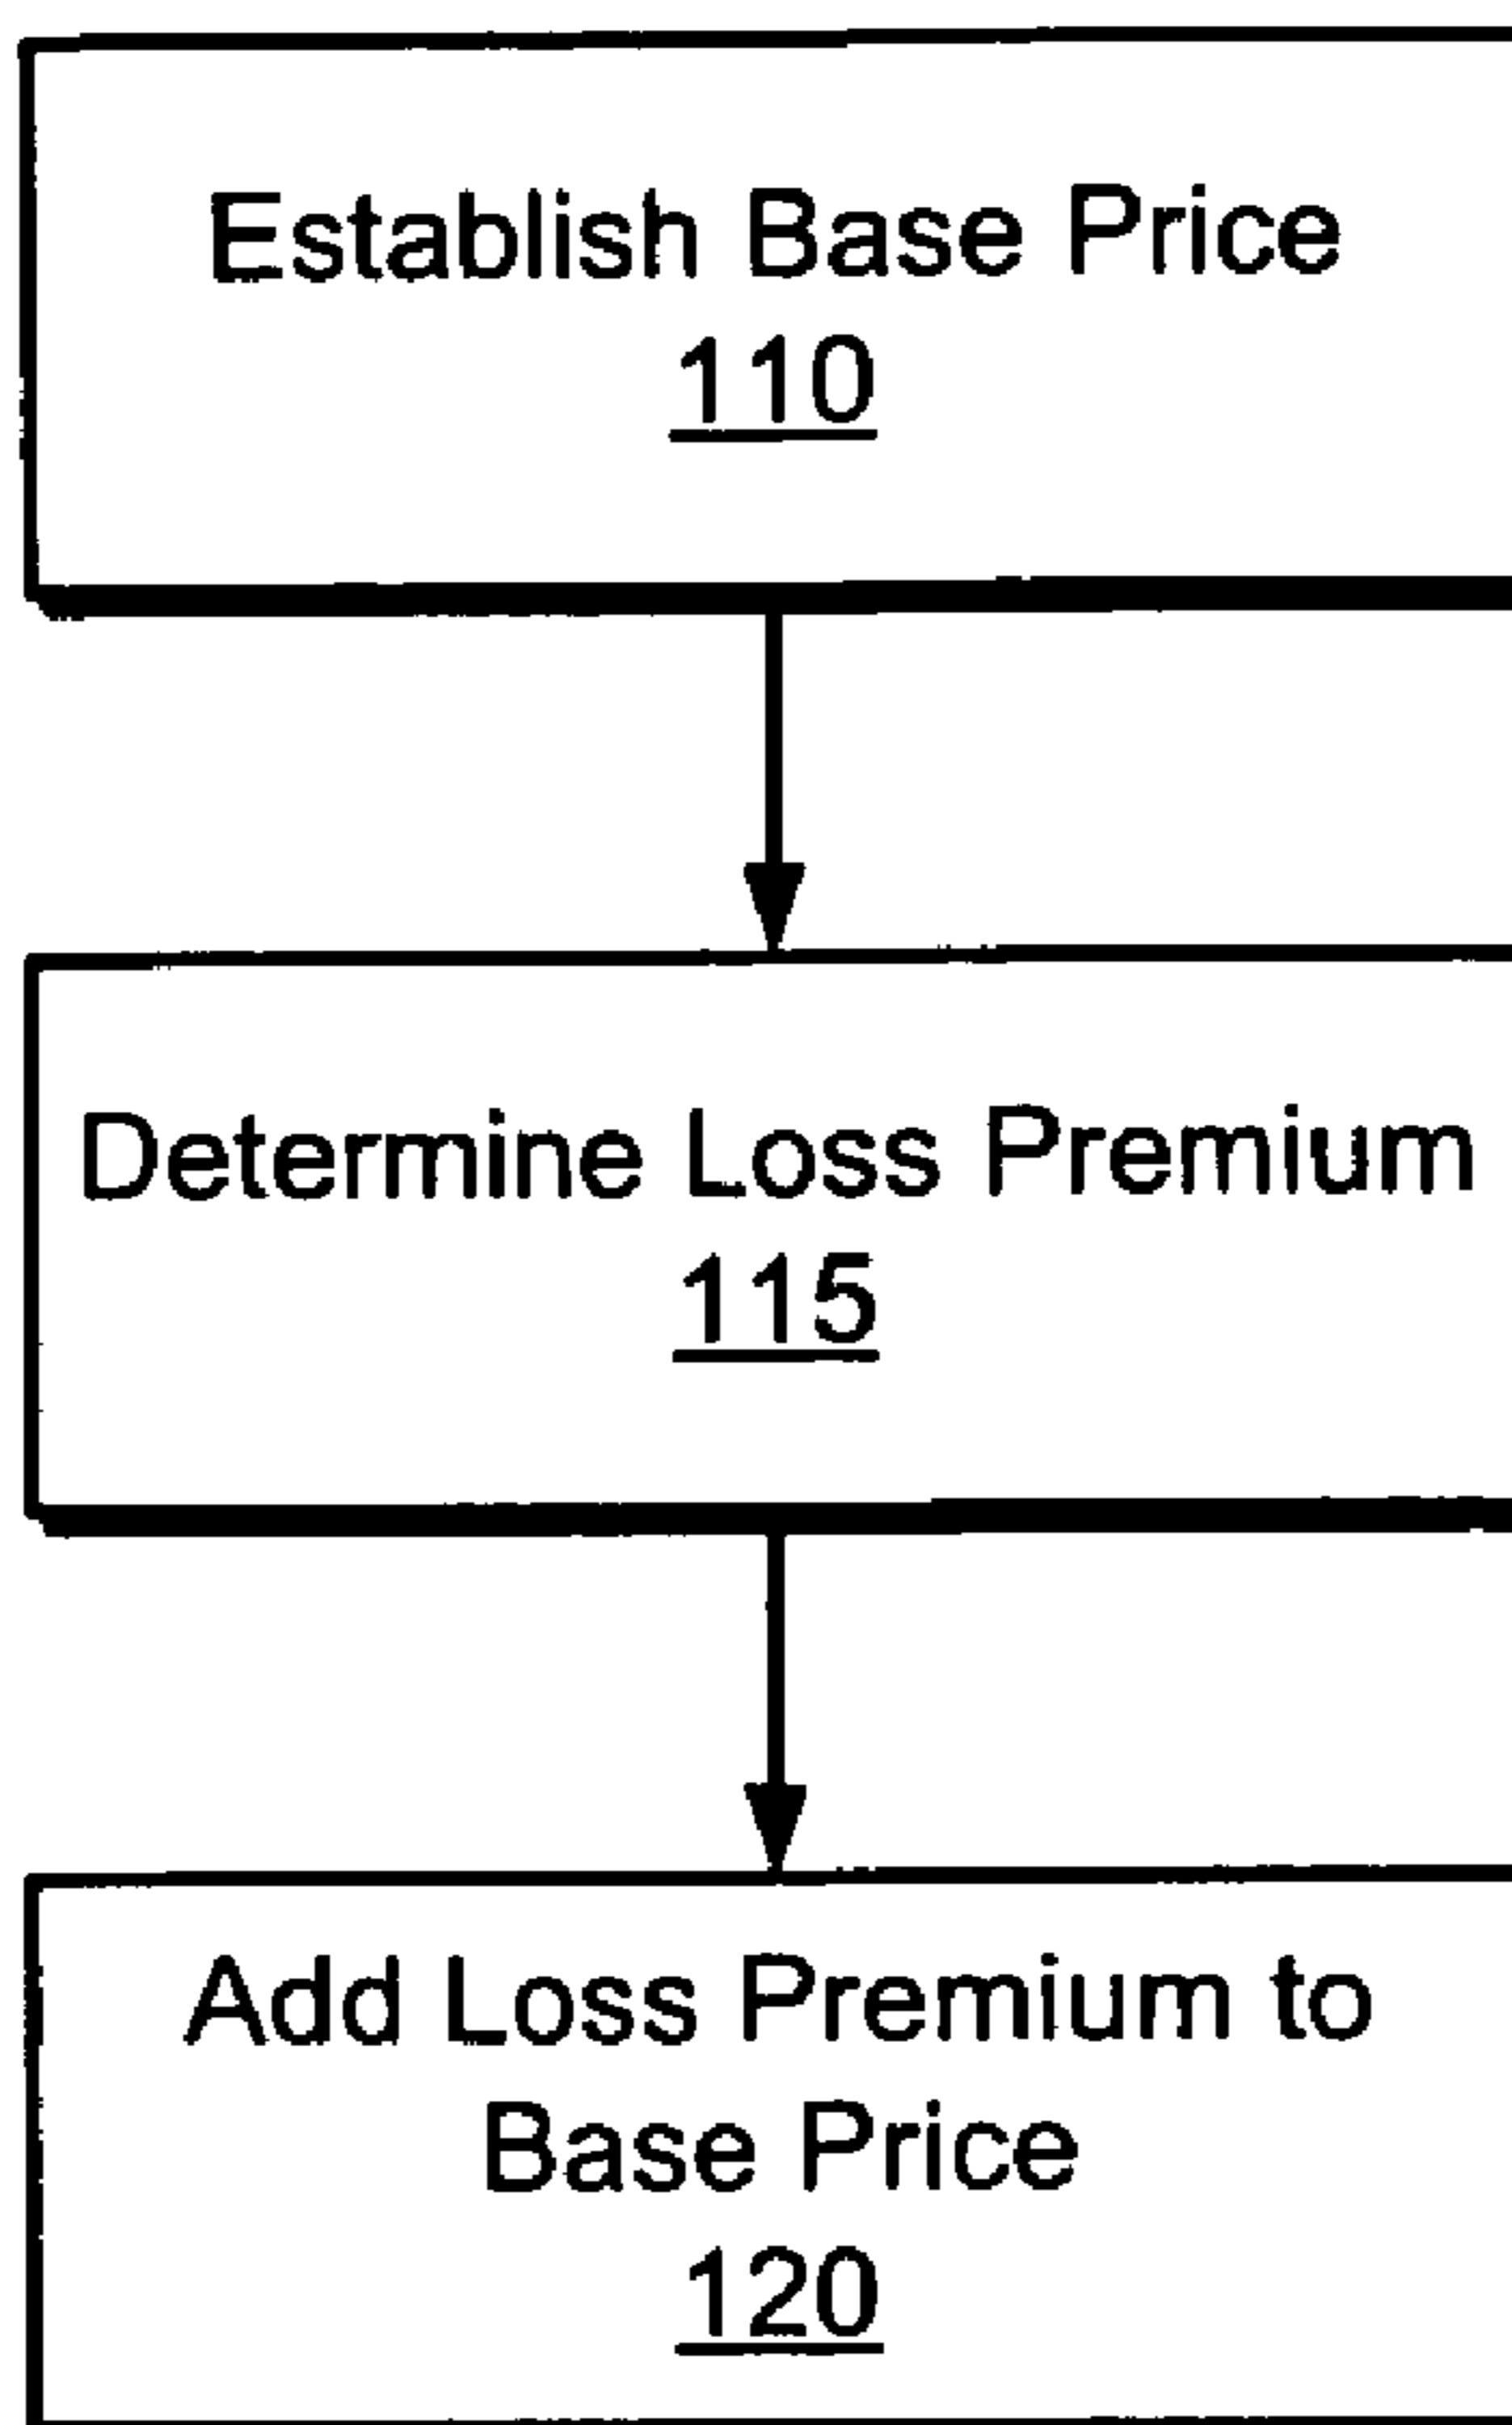 Establish Base Price
110
Determine Loss Premium
115
Add Loss Premium to
Base Price
120